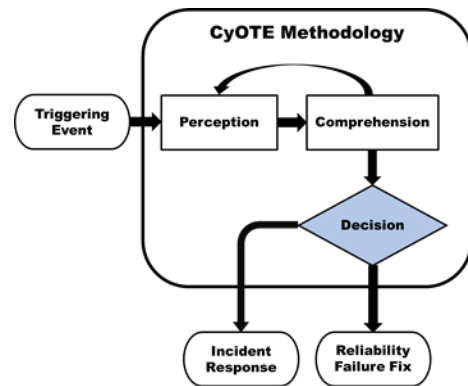 CyOTE Methodology
Triggering
Event
Perception
Comprehension
Decision
Incident
Response
Reliability
Failure Fix